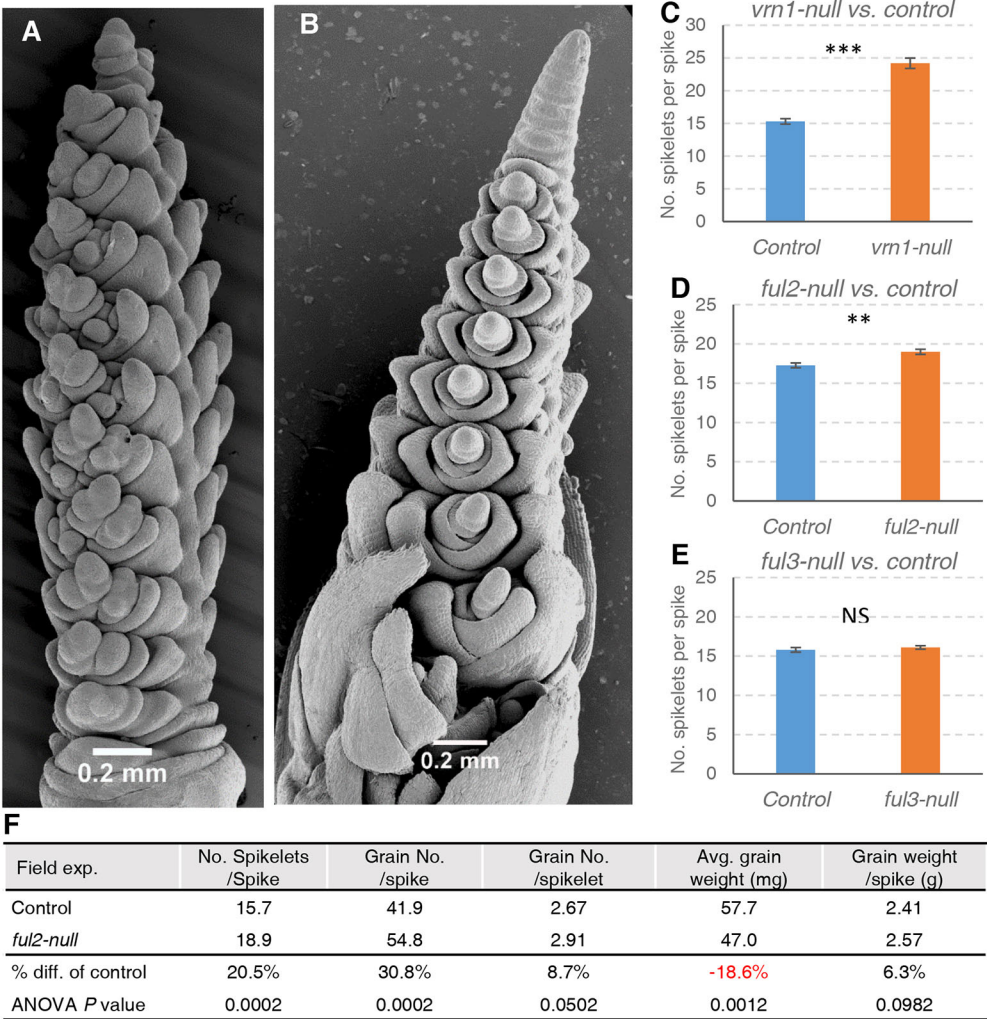 A
B
0.2 mm
0.2 mm
C
vrn1-null vs. control
No. spikelets per spike
30
25
20
15
10
5
0
***
Control
vrn1-null
D
ful2-null vs. control
No. spikelets per spike
25
20
15
10
5
0
**
Control
ful2-null
E
ful3-null vs. control
No. spikelets per spike
25
20
15
10
5
0
NS
Control
ful3-null
F
Field exp.
No. Spikelets
/Spike
Grain No.
/spike
Grain No.
/spikelet
Avg. grain
weight (mg)
Grain weight
/spike (g)
Control 15.7 41.9 2.67 57.7 2.41
ful2-null 18.9 54.8 2.91 47.0 2.57
% diff. of control 20.5% 30.8% 8.7% -18.6% 6.3%
ANOVA P value 0.0002 0.0002 0.0502 0.0012 0.0982